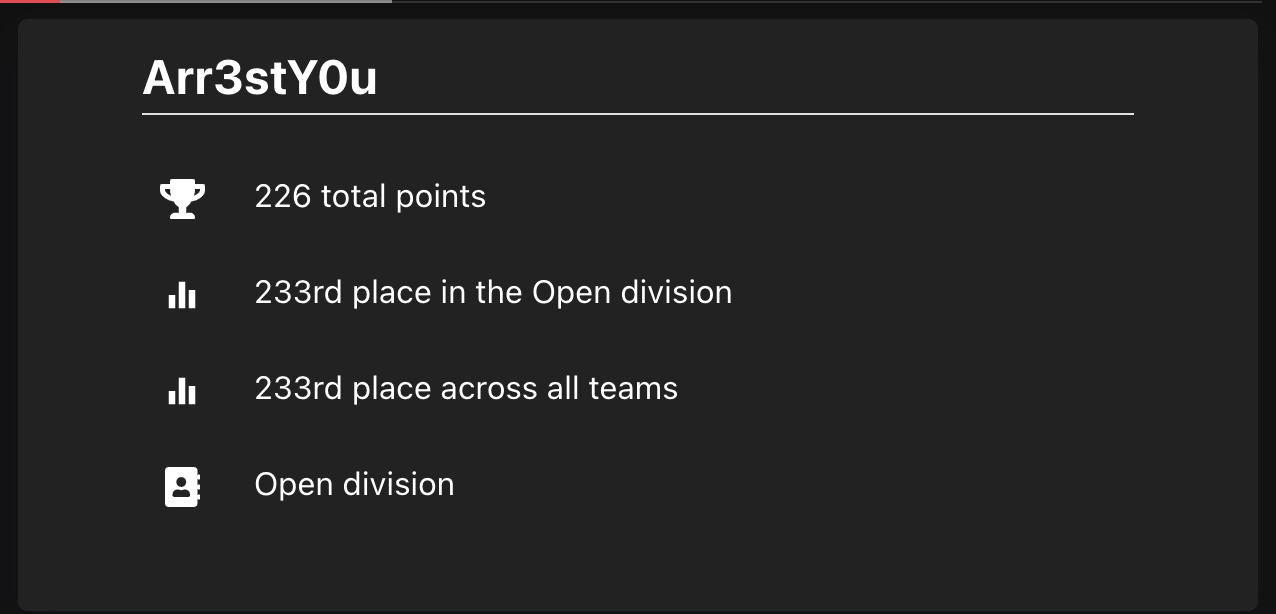 Arr3stY0u
226 total points
233rd place in the Open division
233rd place across all teams
Open division